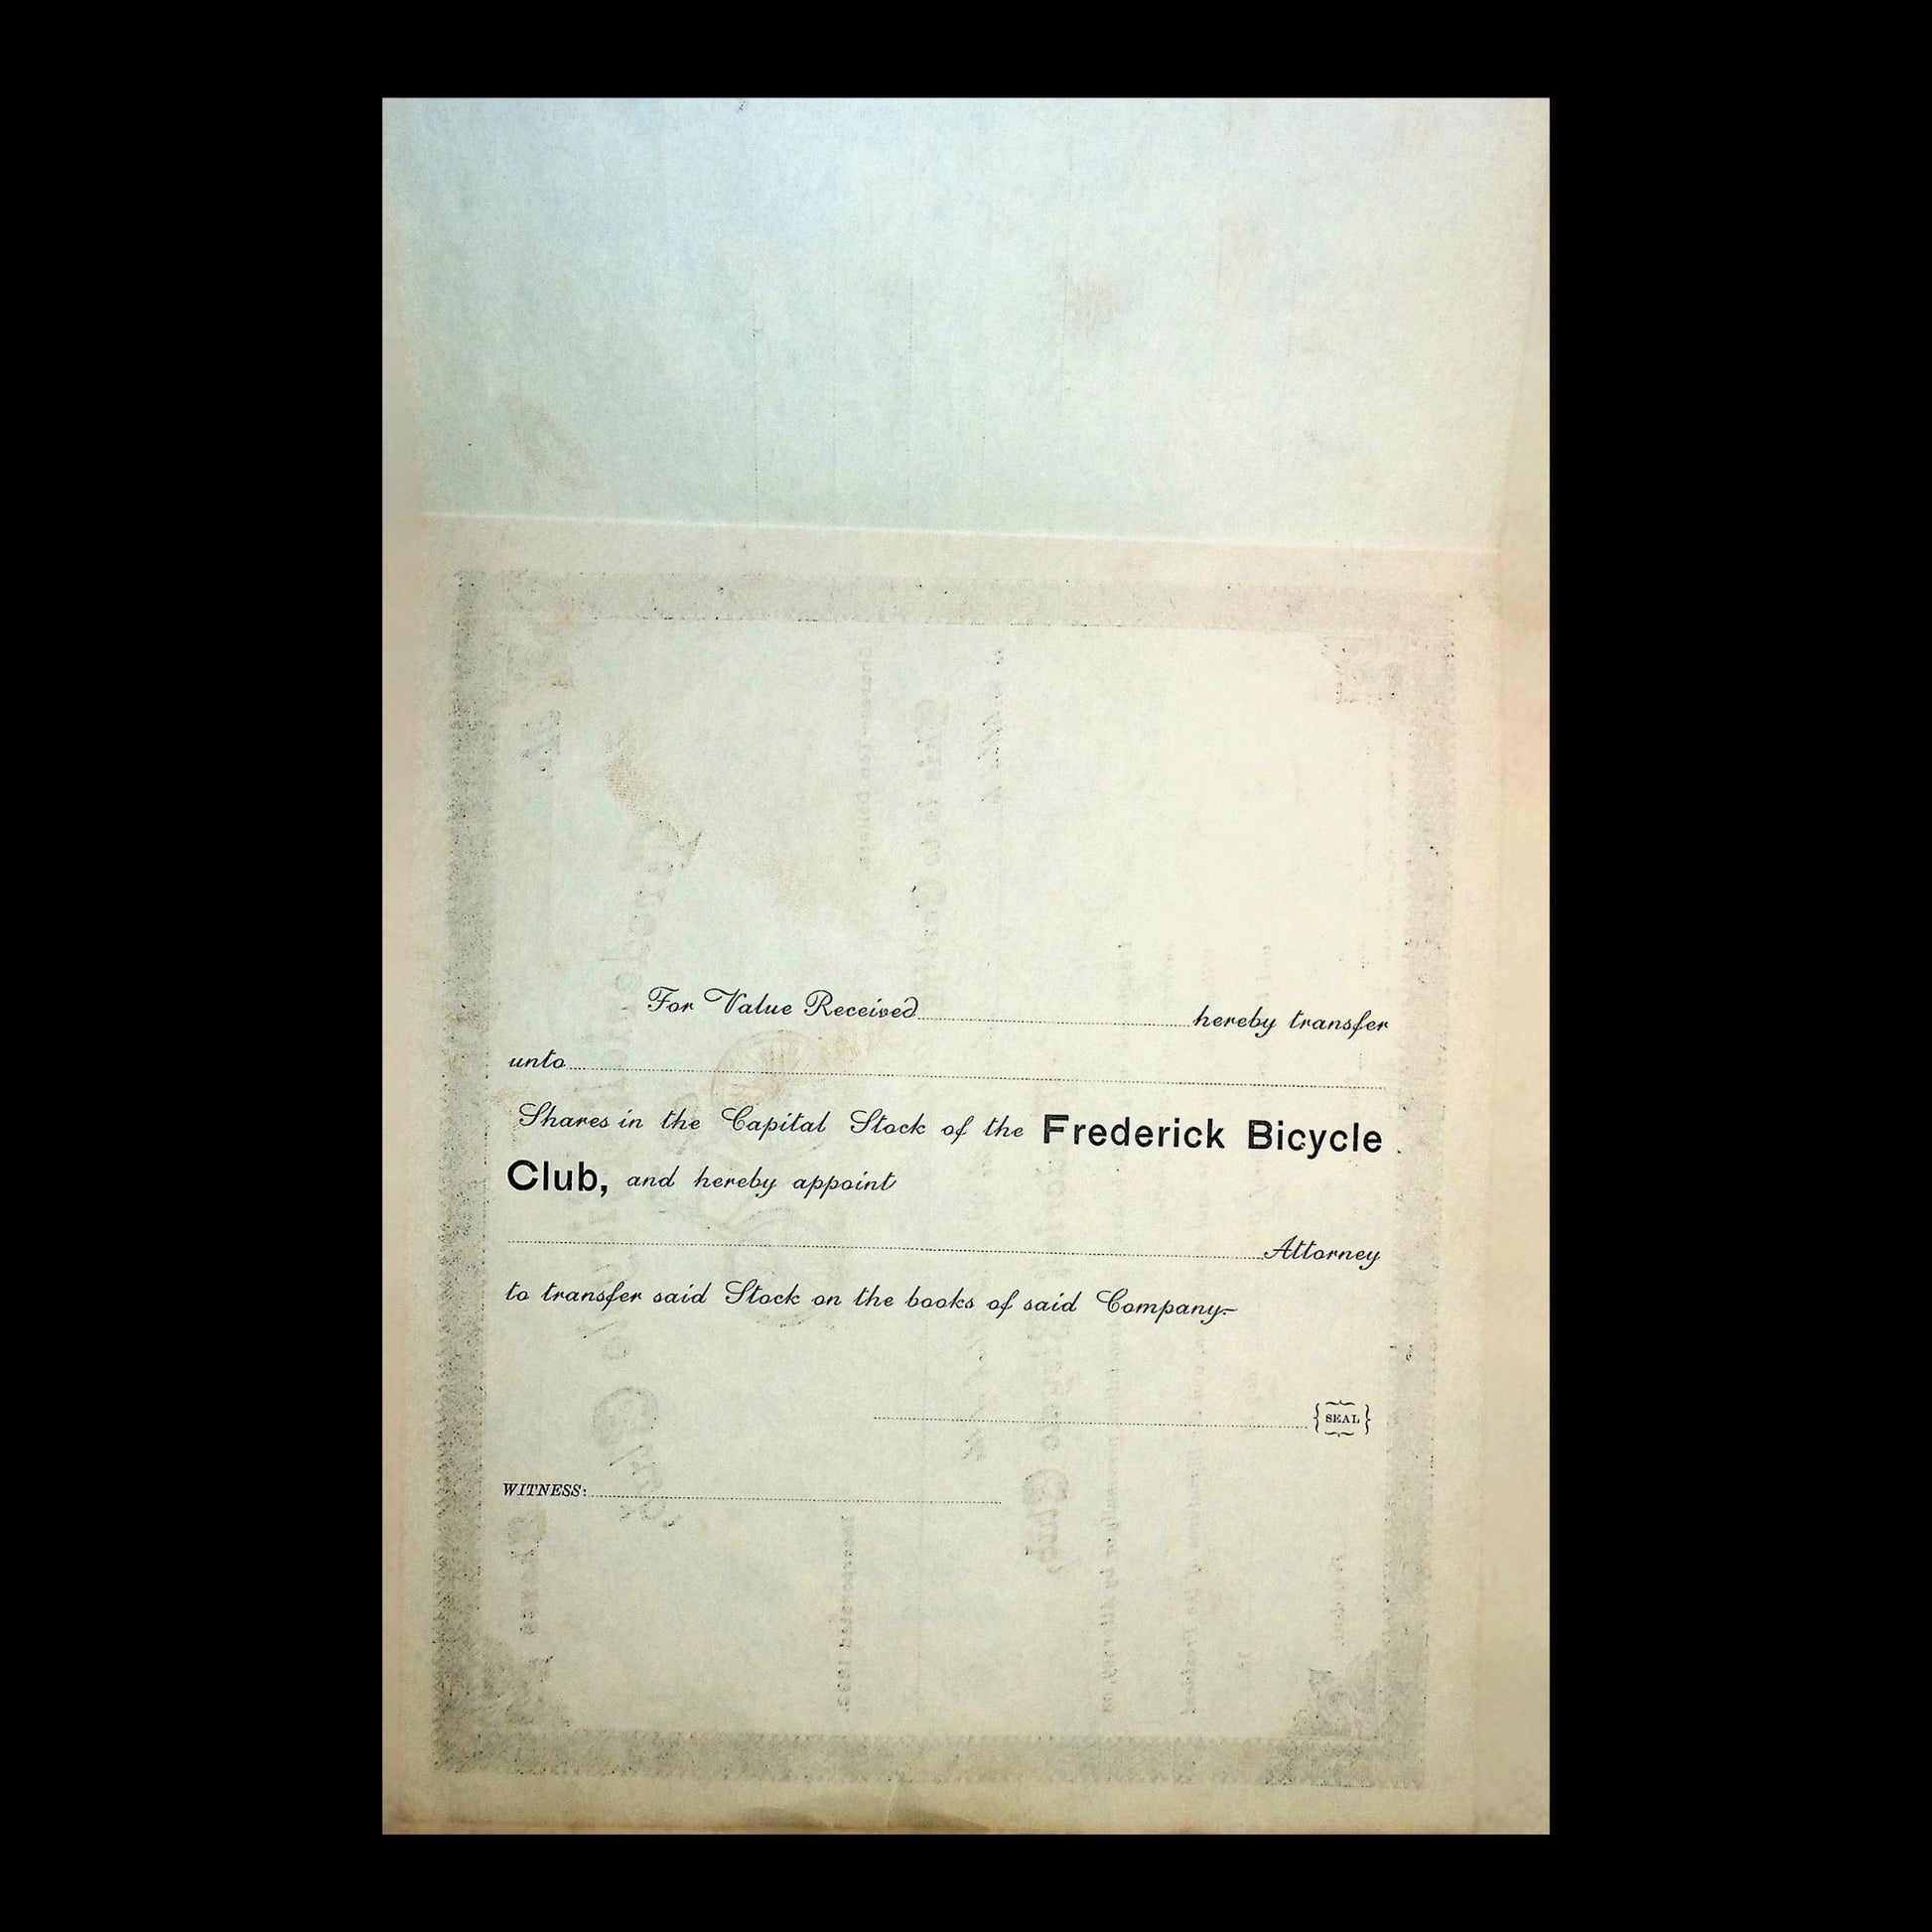 For Value Received hereby transfer
unto
Shares in the Capital Stock of the Frederick Bicycle
Club, and hereby appoint
Attorney
to transfer said Stock on the books of said Company.
SEAL
WITNESS: